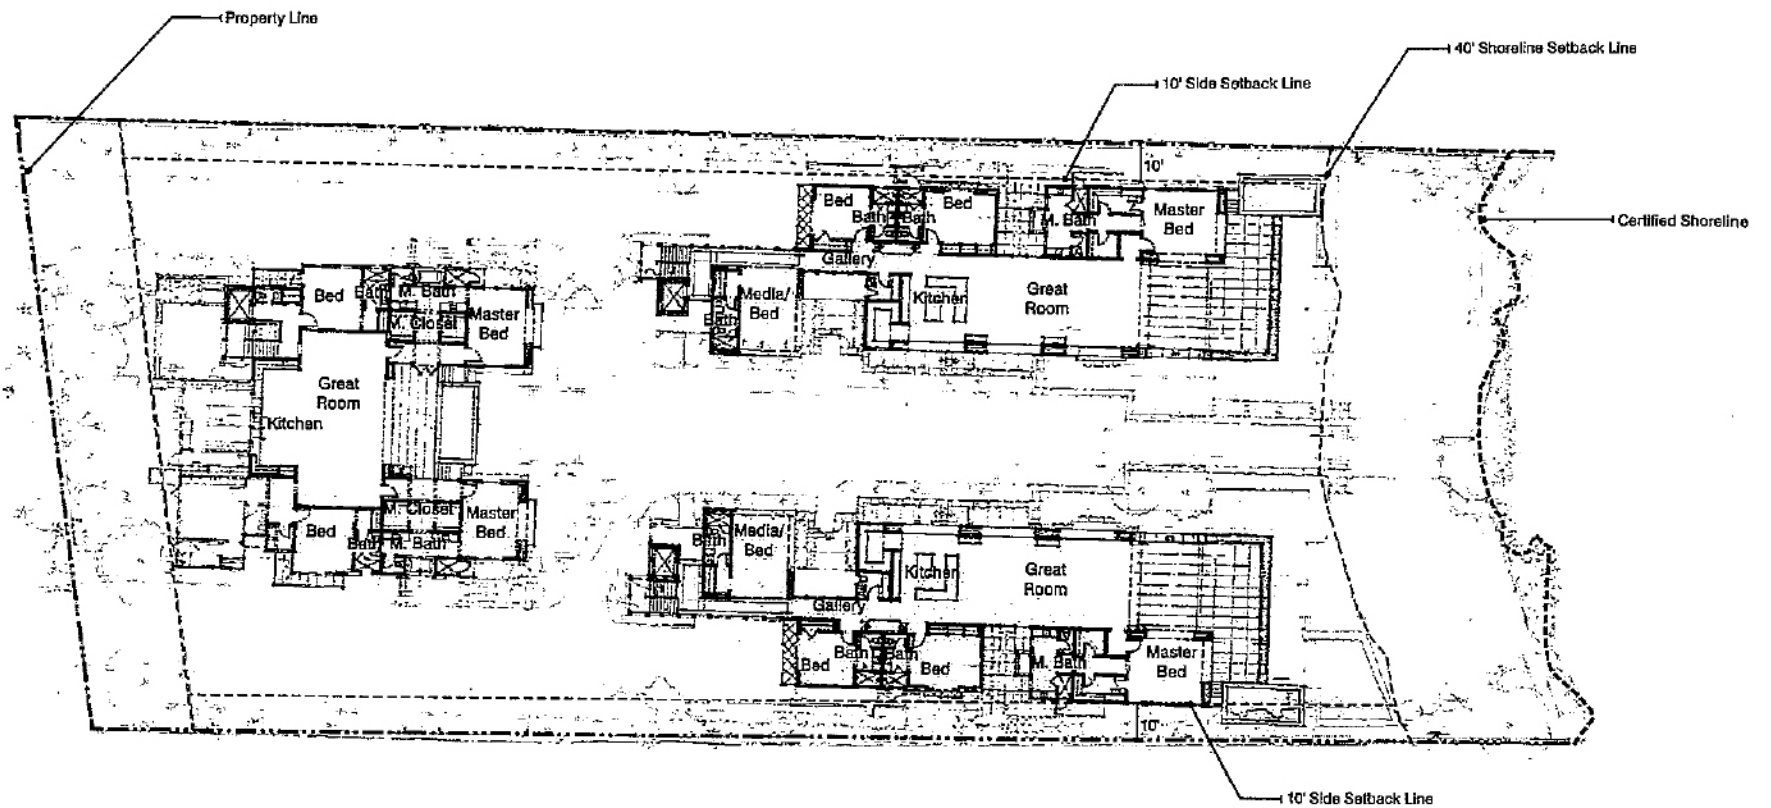 Property Line
40' Shoreline Setback Line
10' Side Setback Line
10'
Certified Shoreline
Bed
Bath
Bath
Bed
M. Bath
Master
Bed
Gallery
Media/
Bed
Bath
Kitchen
Great
Room
Bed
Bath
M. Bath
M. Closet
Master
Bed
Great
Room
Kitchen
M. Closet
Master
Bed
Bed
Bath
M. Bath
Bath
Media/
Bed
Kitchen
Great
Room
Gallery
Bed
Bath
Bath
Bed
M. Bath
Master
Bed
10'
10' Side Setback Line